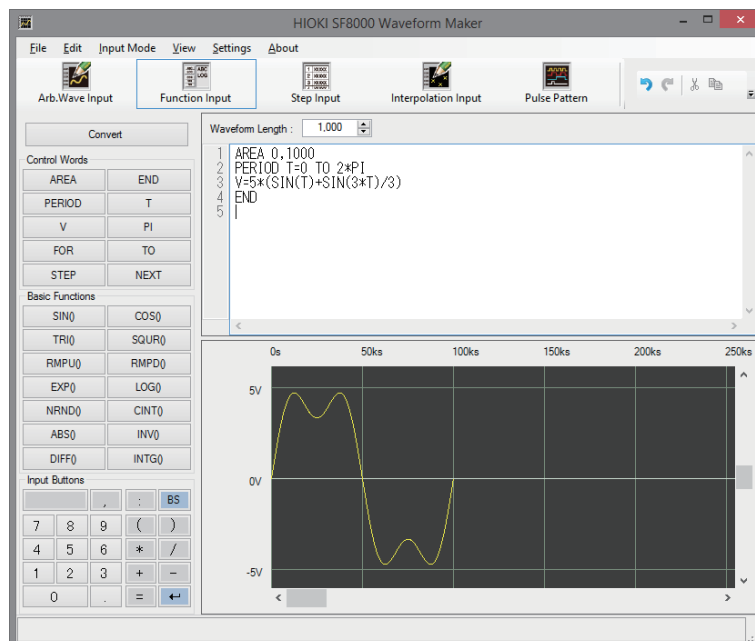 HIOKI SF8000 Waveform Maker
File Edit Input Mode View Settings About
Arb.Wave Input Function Input Step Input Interpolation Input Pulse Pattern
Convert
Waveform Length : 1,000
Control Words
AREA END
PERIOD T
V PI
FOR TO
STEP NEXT
1 AREA 0,1000
2 PERIOD T=0 TO 2*PI
3 V=5*(SIN(T)+SIN(3*T)/3)
4 END
5
Basic Functions
SIN() COS()
TRI() SQUR()
RMPU() RMPD()
EXP() LOG()
NRND() CINT()
ABS() INV()
DIFF() INTG()
Input Buttons
, : BS
7 8 9 ( )
4 5 6 * /
1 2 3 + -
0 . = ↵
0s 50ks 100ks 150ks 200ks 250ks
5V
0V
-5V